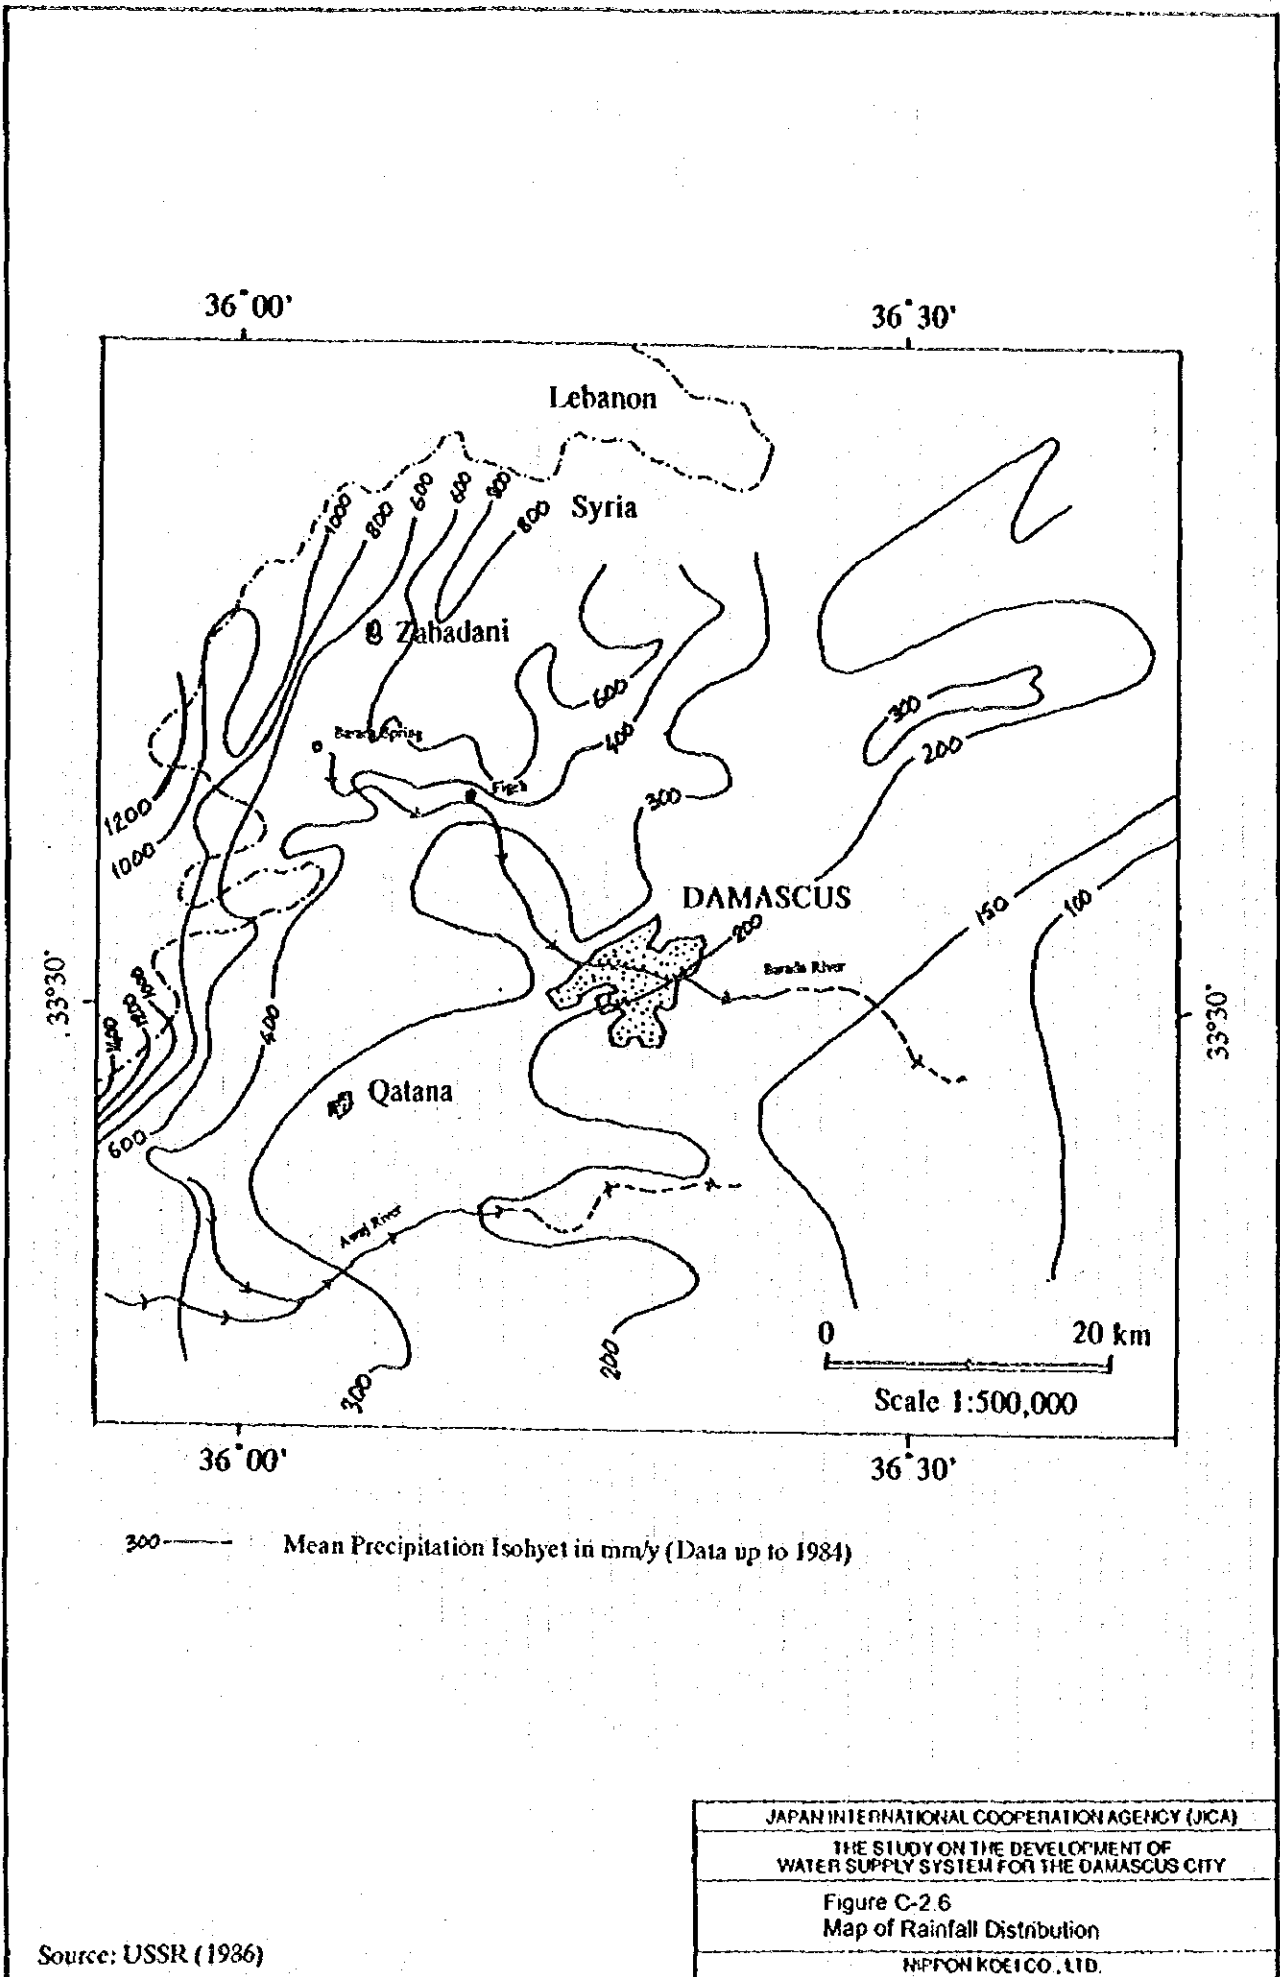 36°00'
36°30'
Lebanon
Syria
1000
800
600
600
800
800
Zabadani
600
400
300
200
Barada Spring
Figeh
300
1200
1000
DAMASCUS
200
150
100
Barada River
33°30'
33°30'
1000
1200
1400
400
Qatana
600
Awaj River
0
20 km
300
200
Scale 1:500,000
36°00'
36°30'
300
Mean Precipitation Isohyet in mm/y (Data up to 1984)
JAPAN INTERNATIONAL COOPERATION AGENCY (JICA)
THE STUDY ON THE DEVELOPMENT OF
WATER SUPPLY SYSTEM FOR THE DAMASCUS CITY
Figure C-2.6
Map of Rainfall Distribution
Source: USSR (1986)
NIPPON KOEI CO., LTD.